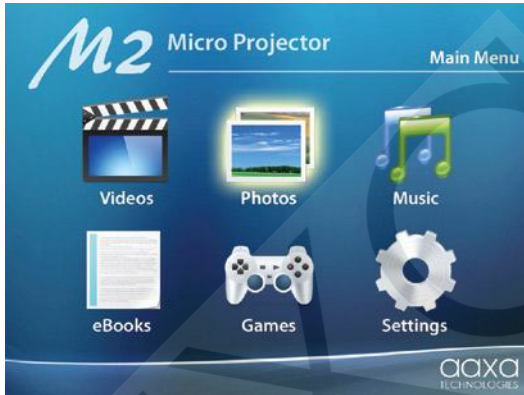 M2 Micro Projector
Main Menu
Videos Photos Music
eBooks Games Settings
aaxa
TECHNOLOGIES